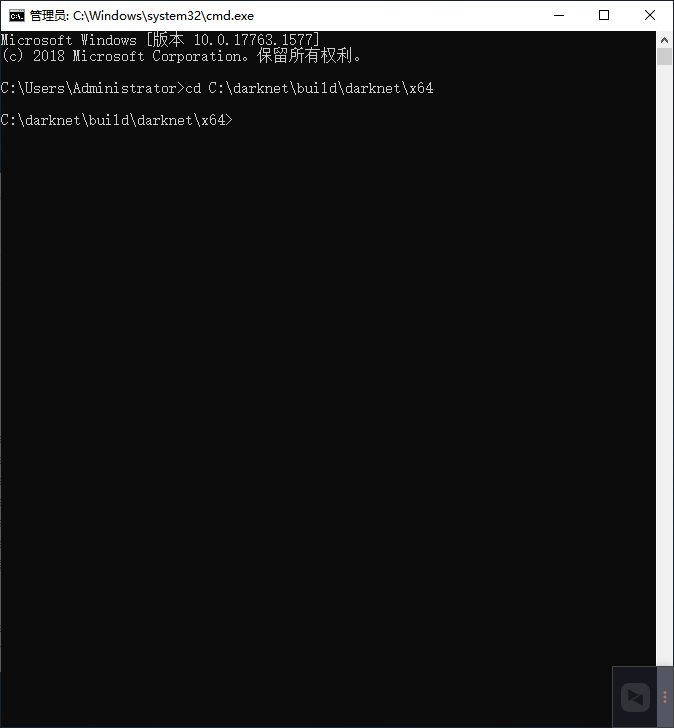 管理员: C:\Windows\system32\cmd.exe
Microsoft Windows [版本 10.0.17763.1577]
(c) 2018 Microsoft Corporation。保留所有权利。
C:\Users\Administrator>cd C:\darknet\build\darknet\x64
C:\darknet\build\darknet\x64>